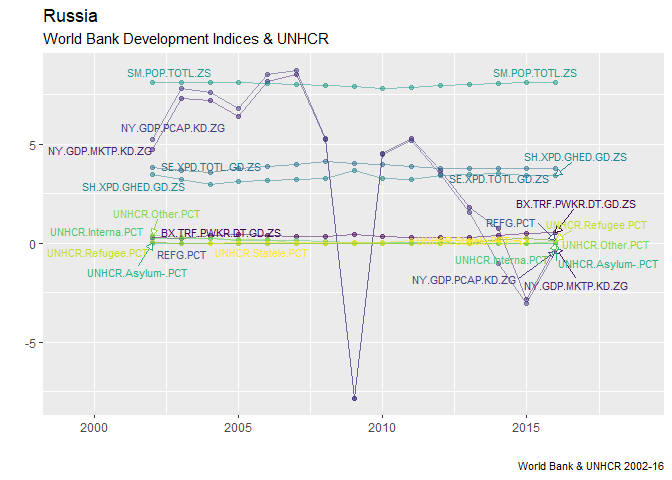 Russia
World Bank Development Indices & UNHCR
SM.POP.TOTL.ZS
SM.POP.TOTL.ZS
NY.GDP.PCAP.KD.ZG
NY.GDP.MKTP.KD.ZG
SE.XPD.TOTL.GD.ZS
SH.XPD.GHED.GD.ZS
SH.XPD.GHED.GD.ZS
SE.XPD.TOTL.GD.ZS
UNHCR.Other.PCT
UNHCR.Interna.PCT
BX.TRF.PWKR.DT.GD.ZS
UNHCR.Refugee.PCT
REFG.PCT
UNHCR.Statele.PCT
UNHCR.Asylum-.PCT
BX.TRF.PWKR.DT.GD.ZS
REFG.PCT
UNHCR.Refugee.PCT
UNHCR.Other.PCT
UNHCR.Interna.PCT
UNHCR.Asylum-.PCT
NY.GDP.PCAP.KD.ZG
NY.GDP.MKTP.KD.ZG
5
0
-5
2000
2005
2010
2015
World Bank & UNHCR 2002-16